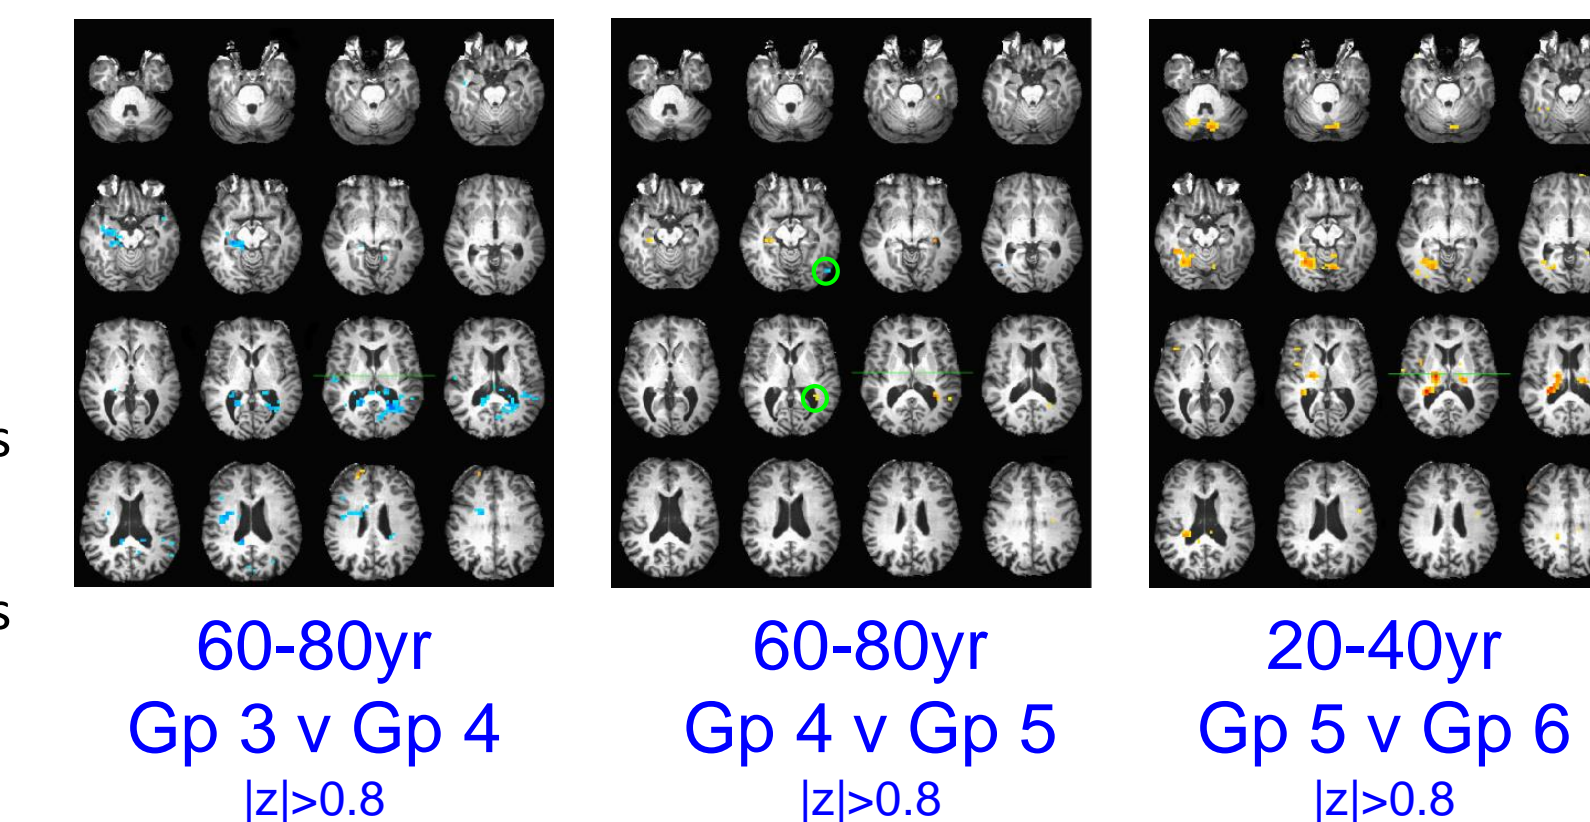 s
s
60-80yr
Gp 3 v Gp 4
|z|>0.8
60-80yr
Gp 4 v Gp 5
|z|>0.8
20-40yr
Gp 5 v Gp 6
|z|>0.8